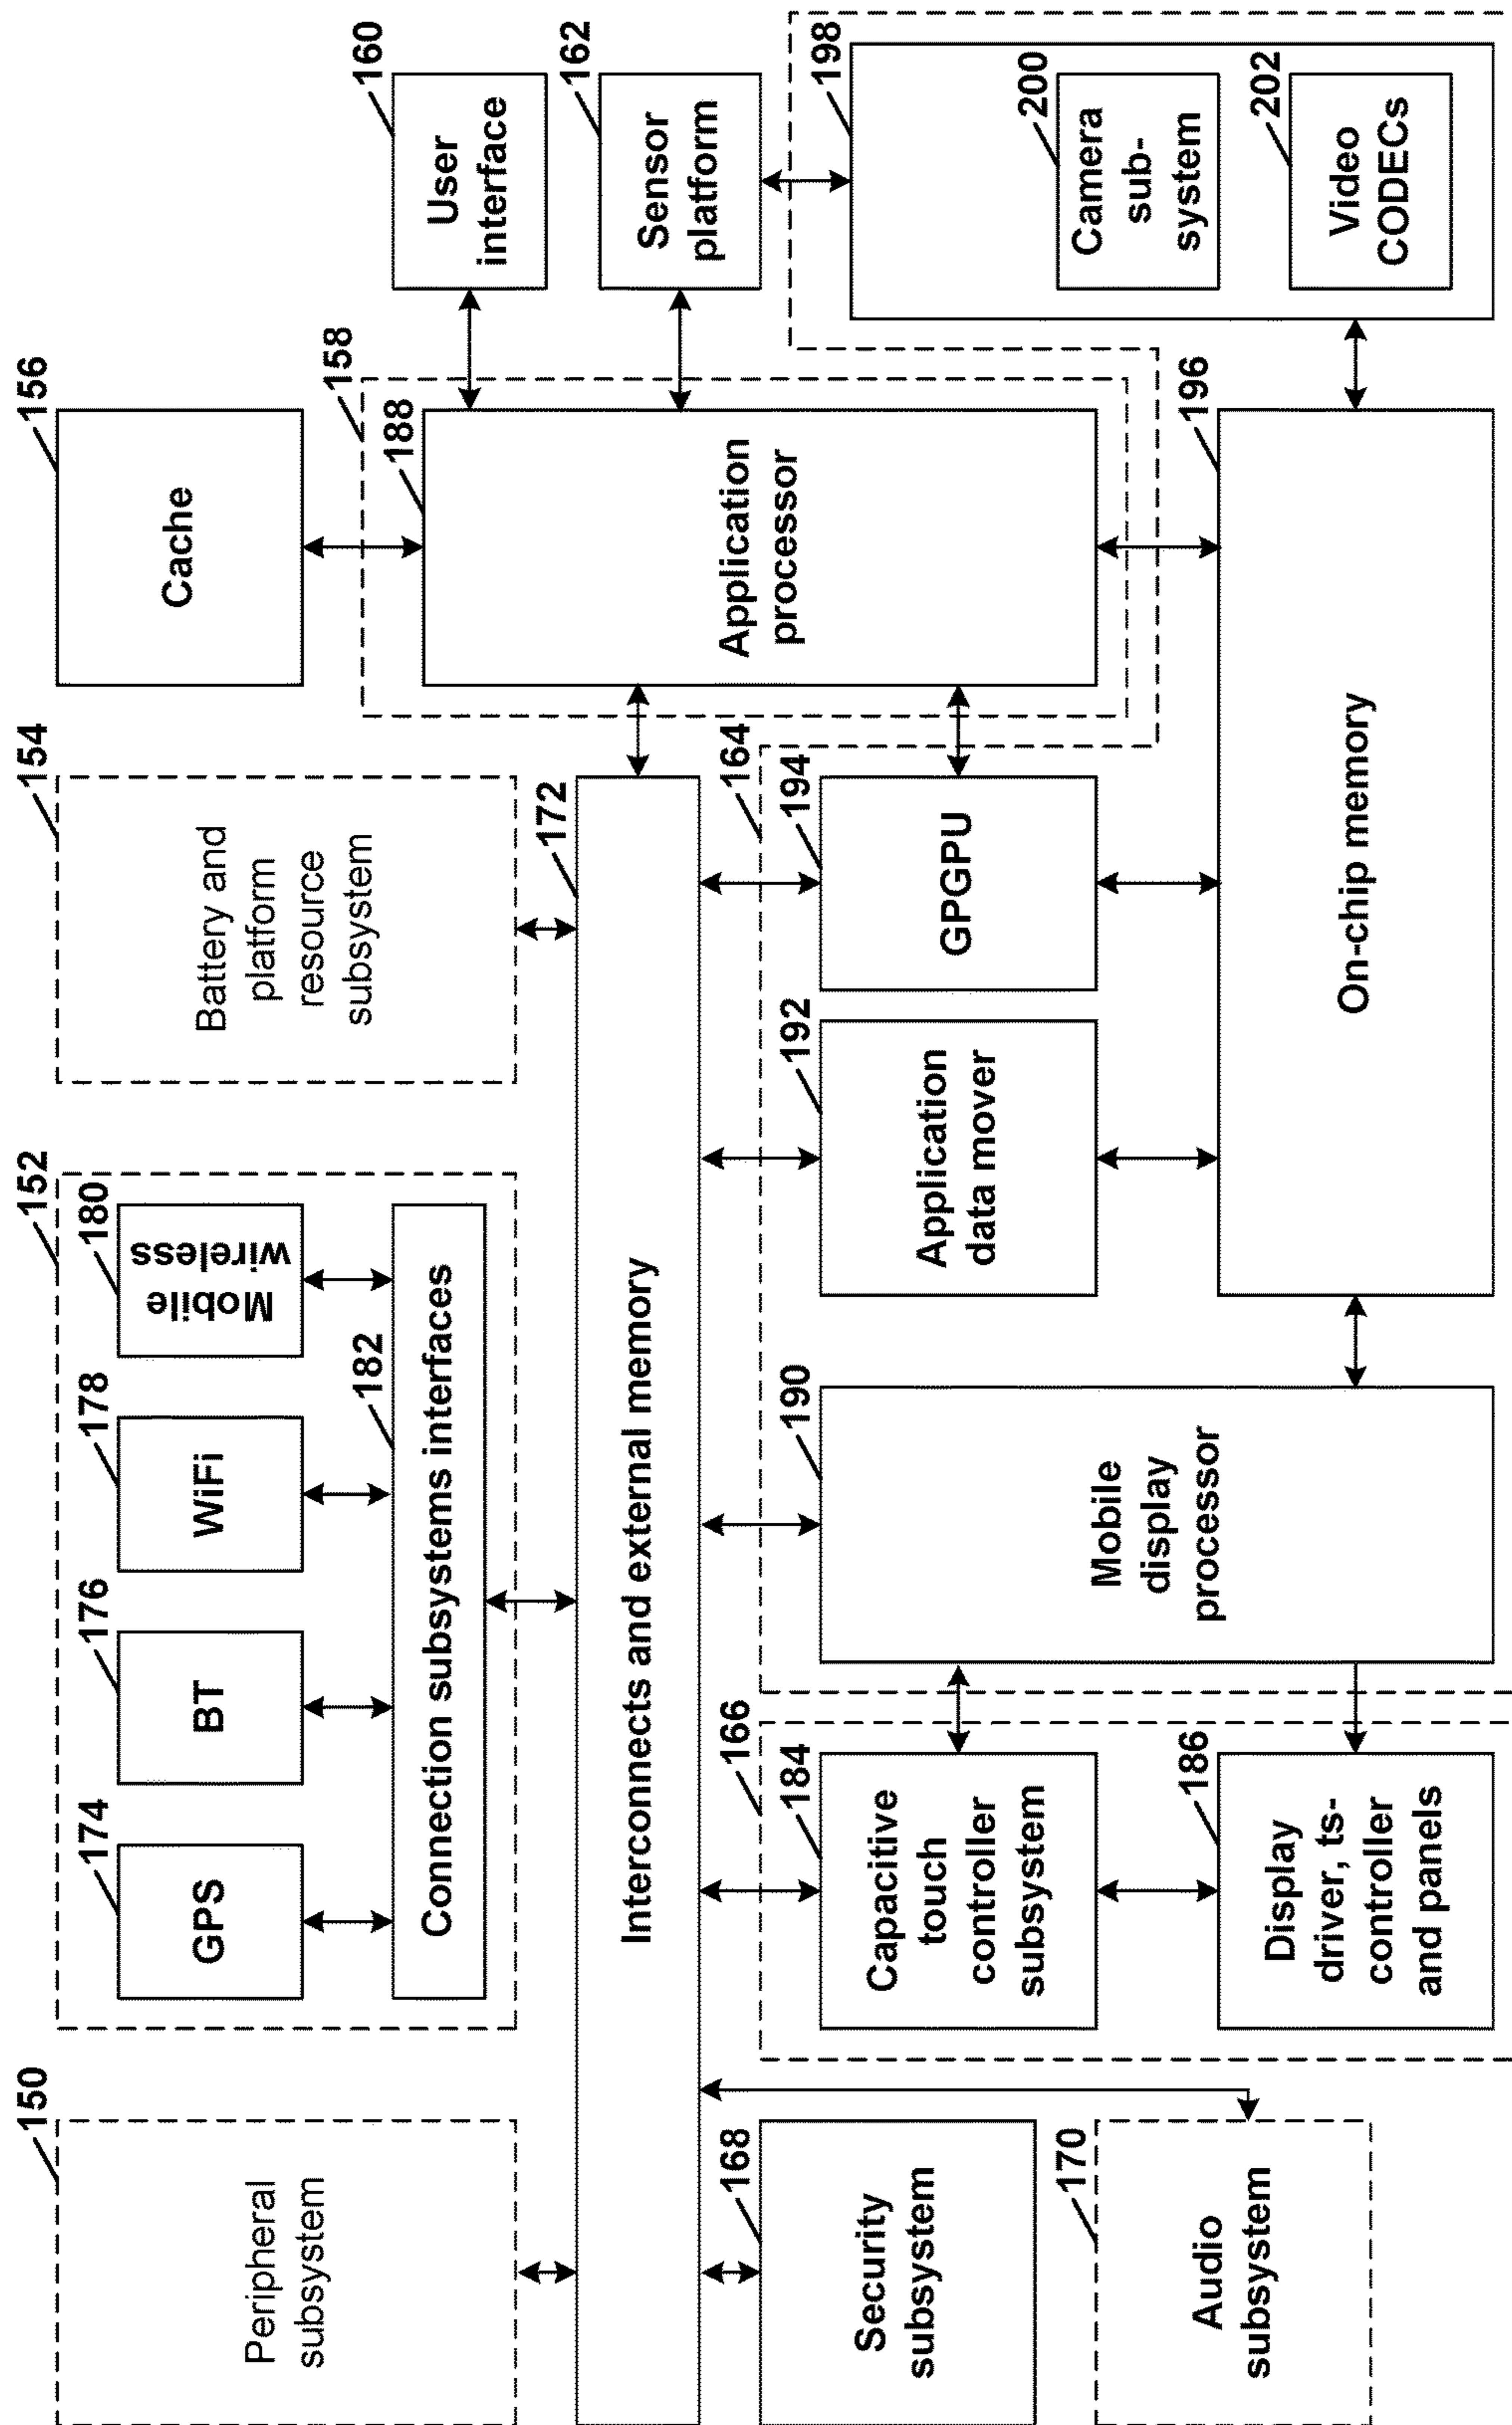 150
Peripheral
subsystem
152
174
GPS
176
BT
178
WiFi
180
Mobile
wireless
182
Connection subsystems interfaces
154
Battery and
platform
resource
subsystem
156
Cache
172
Interconnects and external memory
158
188
Application
processor
160
User
interface
162
Sensor
platform
168
Security
subsystem
170
Audio
subsystem
166
184
Capacitive
touch
controller
subsystem
186
Display
driver, ts-
controller
and panels
164
190
Mobile
display
processor
192
Application
data mover
194
GPGPU
196
On-chip memory
198
200
Camera
sub-
system
202
Video
CODECs